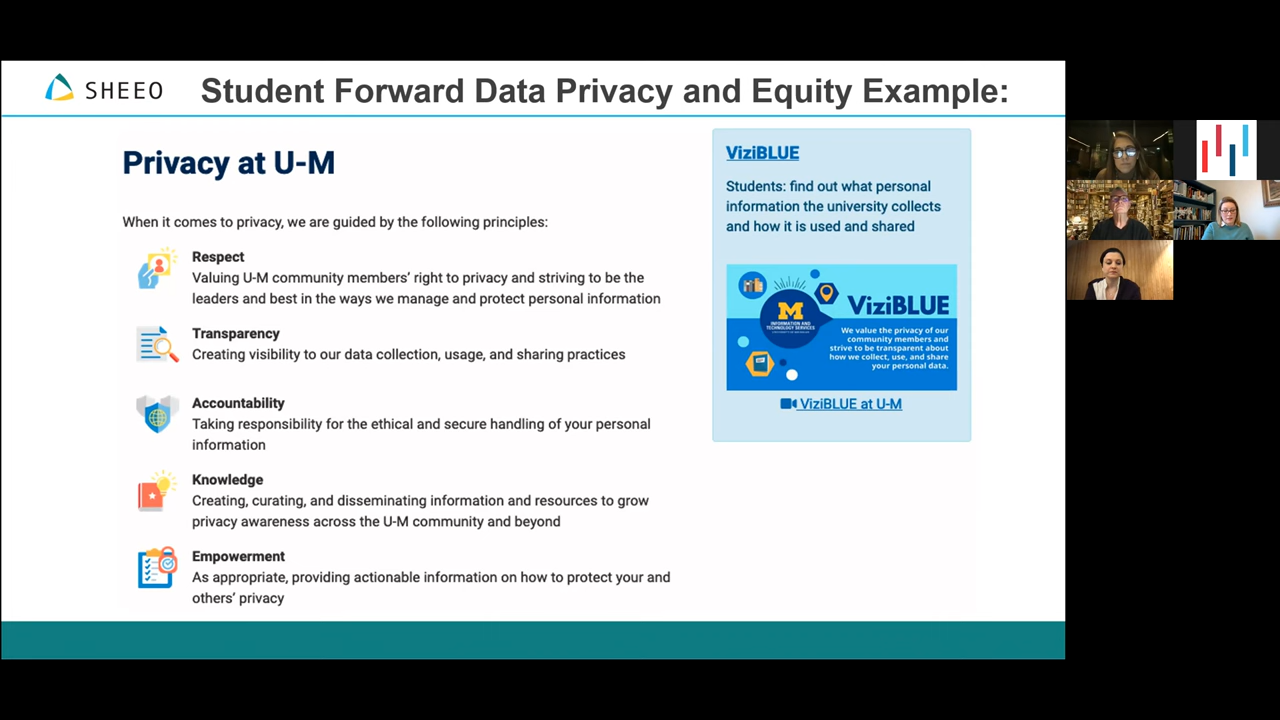 SHEEO
Student Forward Data Privacy and Equity Example:
Privacy at U-M
When it comes to privacy, we are guided by the following principles:
Respect
Valuing U-M community members' right to privacy and striving to be the
leaders and best in the ways we manage and protect personal information
Transparency
Creating visibility to our data collection, usage, and sharing practices
Accountability
Taking responsibility for the ethical and secure handling of your personal
information
Knowledge
Creating, curating, and disseminating information and resources to grow
privacy awareness across the U-M community and beyond
Empowerment
As appropriate, providing actionable information on how to protect your and
others' privacy
ViziBLUE
Students: find out what personal
information the university collects
and how it is used and shared
M
INFORMATION AND
TECHNOLOGY SERVICES
ViziBLUE
We value the privacy of our
community members and
strive to be transparent about
how we collect, use, and share
your personal data.
ViziBLUE at U-M